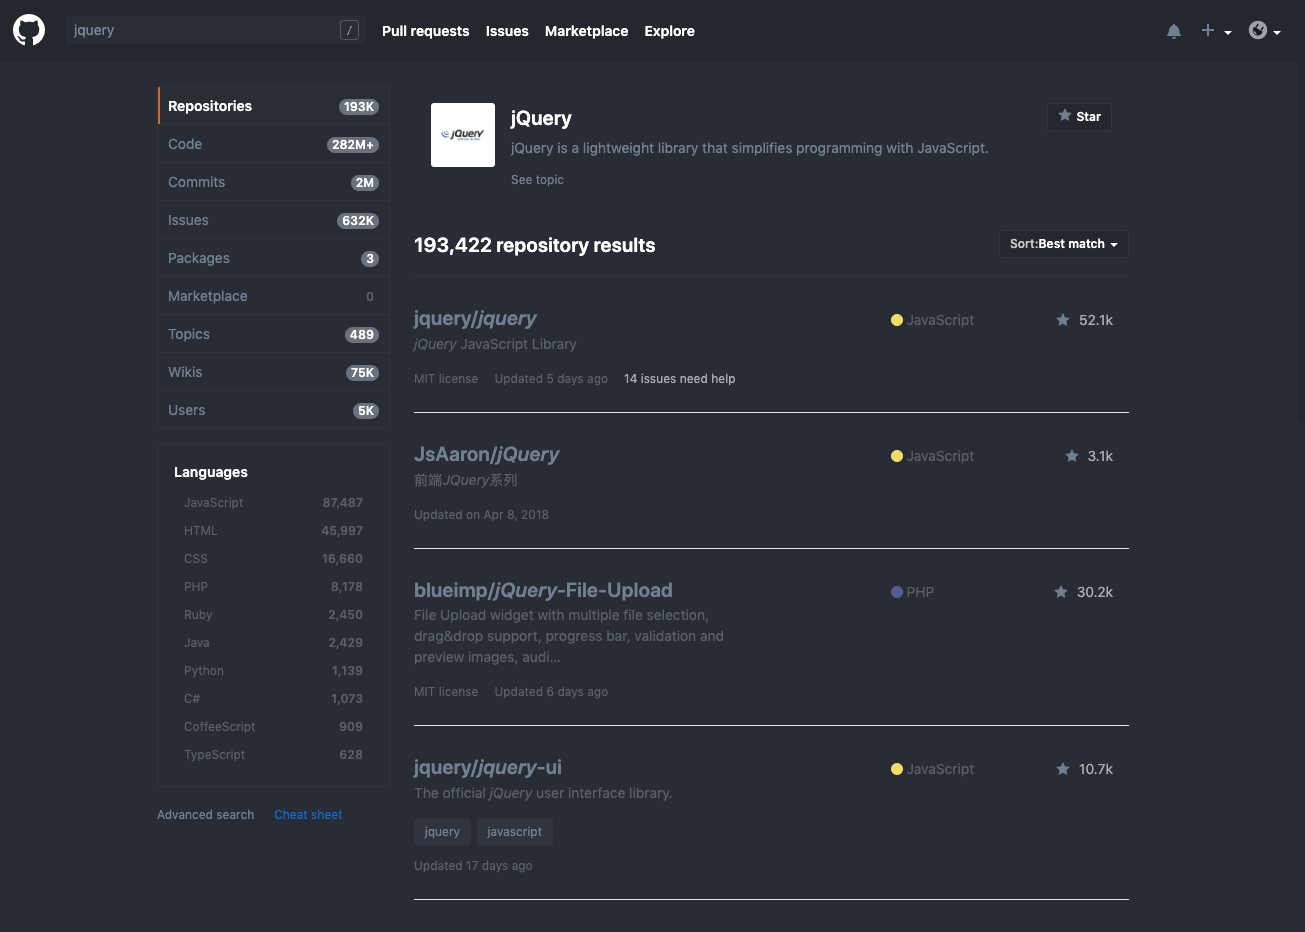 jquery
/
Pull requests
Issues
Marketplace
Explore
Repositories 193K
Code 282M+
Commits 2M
Issues 632K
Packages 3
Marketplace 0
Topics 489
Wikis 75K
Users 5K
Languages
JavaScript 87,487
HTML 45,997
CSS 16,660
PHP 8,178
Ruby 2,450
Java 2,429
Python 1,139
C# 1,073
CoffeeScript 909
TypeScript 628
Advanced search Cheat sheet
jQuery
jQuery
Star
jQuery is a lightweight library that simplifies programming with JavaScript.
See topic
193,422 repository results
Sort:Best match
jquery/jquery JavaScript 52.1k
jQuery JavaScript Library
MIT license Updated 5 days ago 14 issues need help
JsAaron/jQuery JavaScript 3.1k
前端JQuery系列
Updated on Apr 8, 2018
blueimp/jQuery-File-Upload PHP 30.2k
File Upload widget with multiple file selection,
drag&drop support, progress bar, validation and
preview images, audi...
MIT license Updated 6 days ago
jquery/jquery-ui JavaScript 10.7k
The official jQuery user interface library.
jquery javascript
Updated 17 days ago